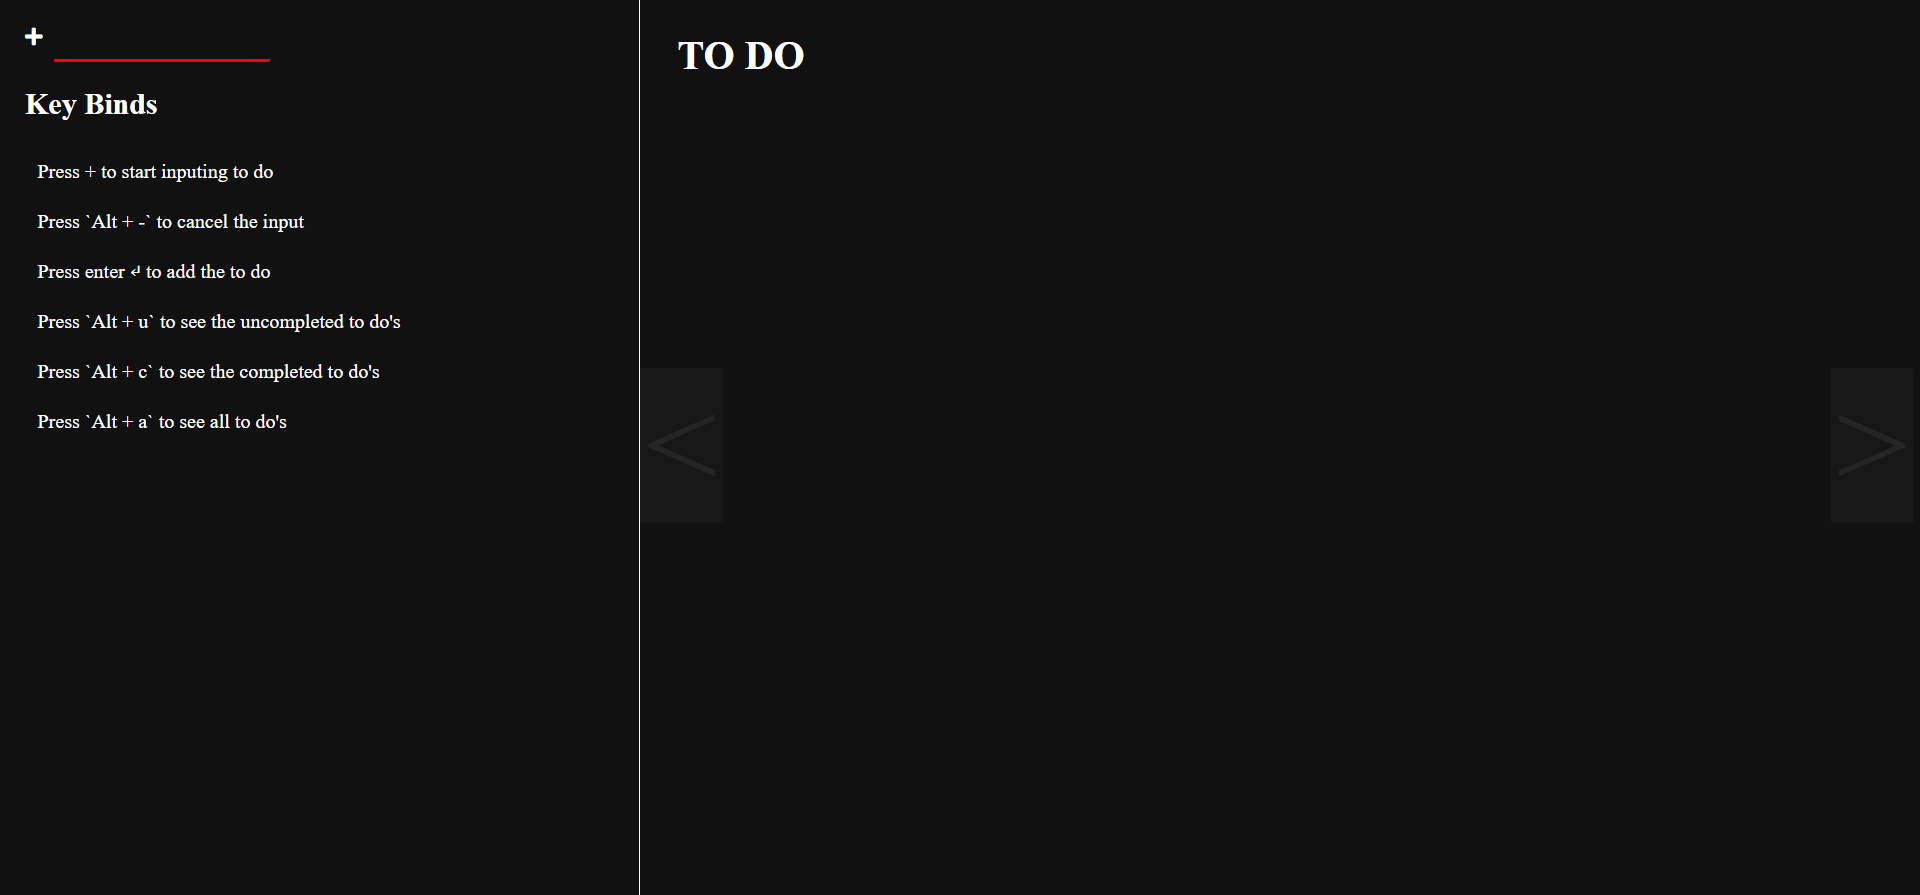 +
Key Binds
Press + to start inputing to do
Press `Alt + -` to cancel the input
Press enter ↵ to add the to do
Press `Alt + u` to see the uncompleted to do's
Press `Alt + c` to see the completed to do's
Press `Alt + a` to see all to do's
TO DO
< >